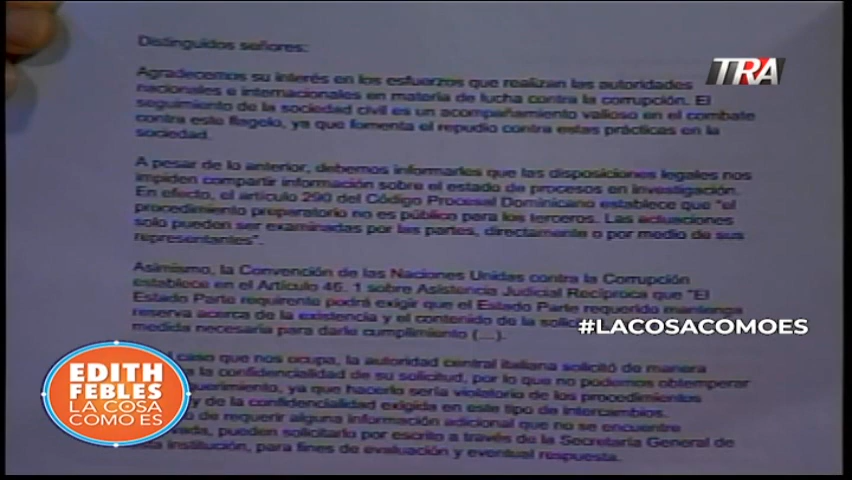 Distinguidos señores:
TRA
Agradecemos su interés en los esfuerzos que realizan las autoridades
nacionales e internacionales en materia de lucha contra la corrupción. El
seguimiento de la sociedad civil es un acompañamiento valioso en el combate
contra este flagelo, ya que fomenta el repudio contra estas prácticas en la
sociedad.
A pesar de lo anterior, debemos informarles que las disposiciones legales nos
impiden compartir información sobre el estado de procesos en investigación.
En efecto, el artículo 290 del Código Procesal Dominicano establece que "el
procedimiento preparatorio no es público para los terceros. Las actuaciones
solo pueden ser examinadas por las partes, directamente o por medio de sus
representantes".
Asimismo, la Convención de las Naciones Unidas contra la Corrupción
establece en el Artículo 46. 1 sobre Asistencia Judicial Recíproca que "El
Estado Parte requirente podrá exigir que el Estado Parte requerido mantenga
reserva acerca de la existencia y el contenido de la
#LACOSACOMOES
medida necesaria para darle cumplimiento (...).
caso que nos ocupa, la autoridad central italiana solicitó de manera
la confidencialidad de su solicitud, por lo que no podemos obtemperar
ya que hacerlo sería violatorio de los procedimientos
y de la confidencialidad exigida en este tipo de intercambios.
de requerir alguna información adicional que no se encuentre
pueden solicitarlo por escrito a través de la Secretaría General de
institución, para fines de evaluación y eventual respuesta.
EDITH
FEBLES
LA COSA
COMO ES